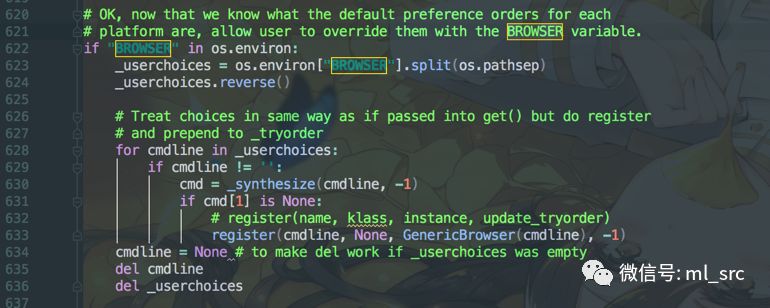 620 # OK, now that we know what the default preference orders for each
621 # platform are, allow user to override them with the BROWSER variable.
622 if "BROWSER" in os.environ:
623     _userchoices = os.environ["BROWSER"].split(os.pathsep)
624     _userchoices.reverse()
625
626     # Treat choices in same way as if passed into get() but do register
627     # and prepend to _tryorder
628     for cmdline in _userchoices:
629         if cmdline != '':
630             cmd = _synthesize(cmdline, -1)
631             if cmd[1] is None:
632                 # register(name, klass, instance, update_tryorder)
633                 register(cmdline, None, GenericBrowser(cmdline), -1)
634     cmdline = None # to make del work if _userchoices was empty
635     del cmdline
636     del _userchoices
637
微信号: ml_src